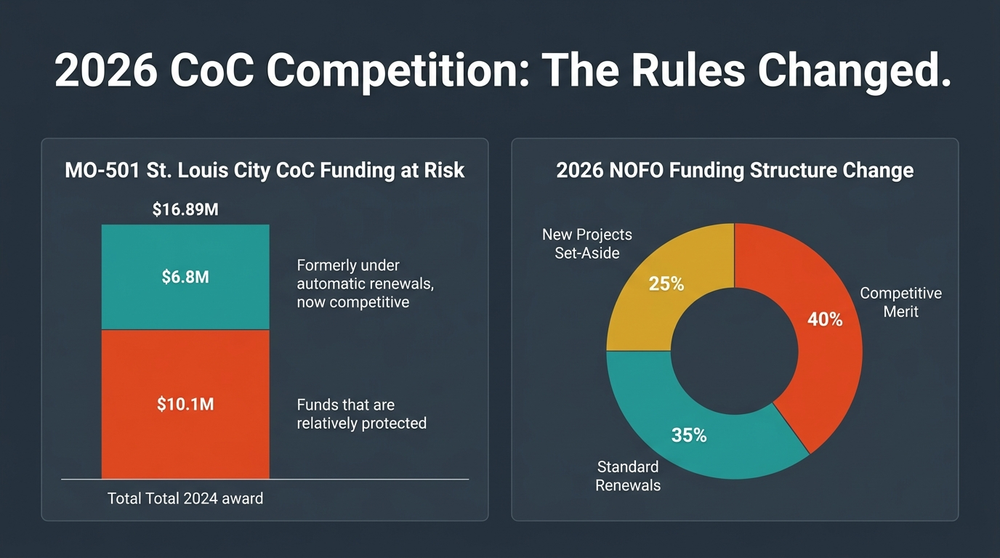 2026 CoC Competition: The Rules Changed.
MO-501 St. Louis City CoC Funding at Risk
$16.89M
$6.8M
Formerly under
automatic renewals,
now competitive
$10.1M
Funds that are
relatively protected
Total Total 2024 award
2026 NOFO Funding Structure Change
New Projects
Set-Aside
25%
Competitive
Merit
40%
35%
Standard
Renewals